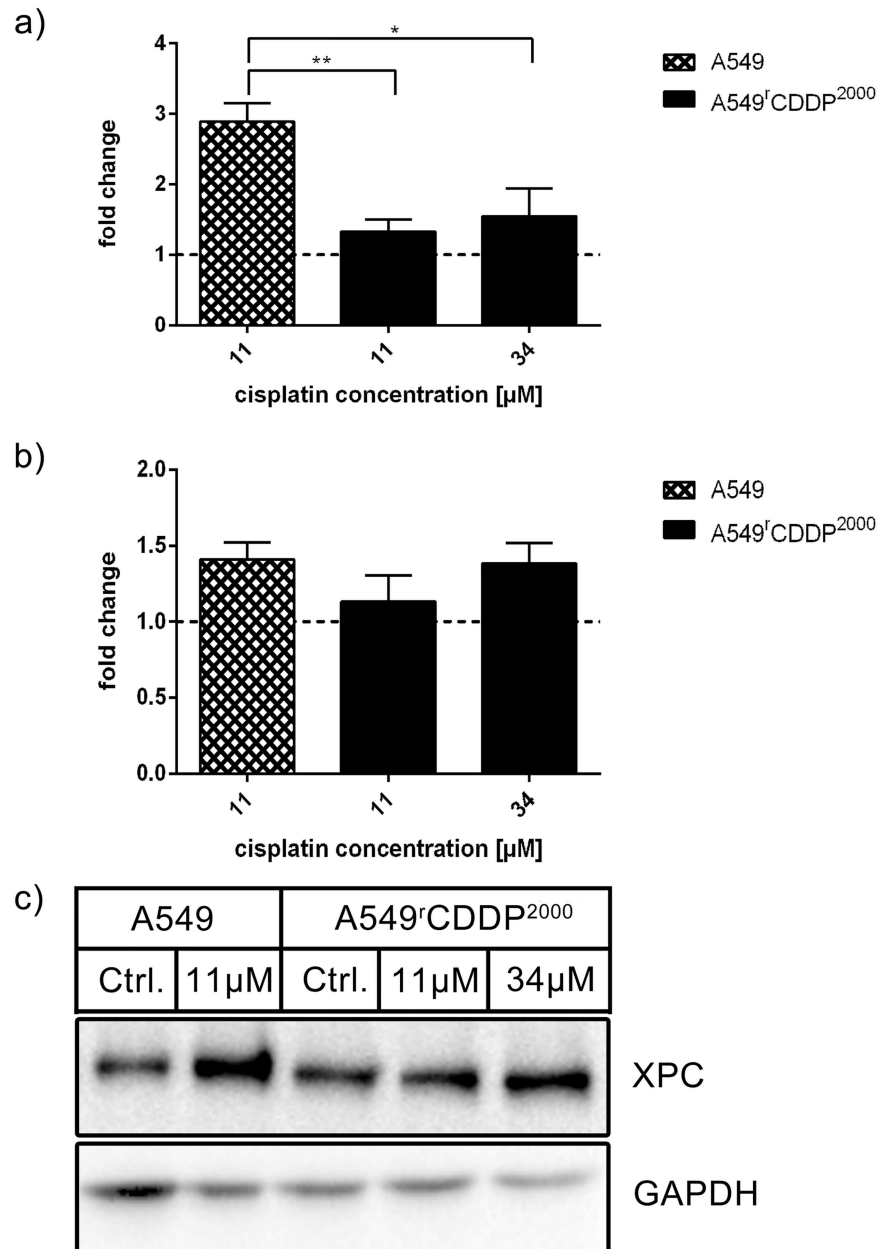 a)
4
3
2
1
0
fold change
*
**
11
11
34
cisplatin concentration [µM]
A549
A549ʳCDDP²⁰⁰⁰
b)
2.0
1.5
1.0
0.5
0.0
fold change
11
11
34
cisplatin concentration [µM]
A549
A549ʳCDDP²⁰⁰⁰
c)
A549 A549ʳCDDP²⁰⁰⁰
Ctrl. 11µM Ctrl. 11µM 34µM
XPC
GAPDH